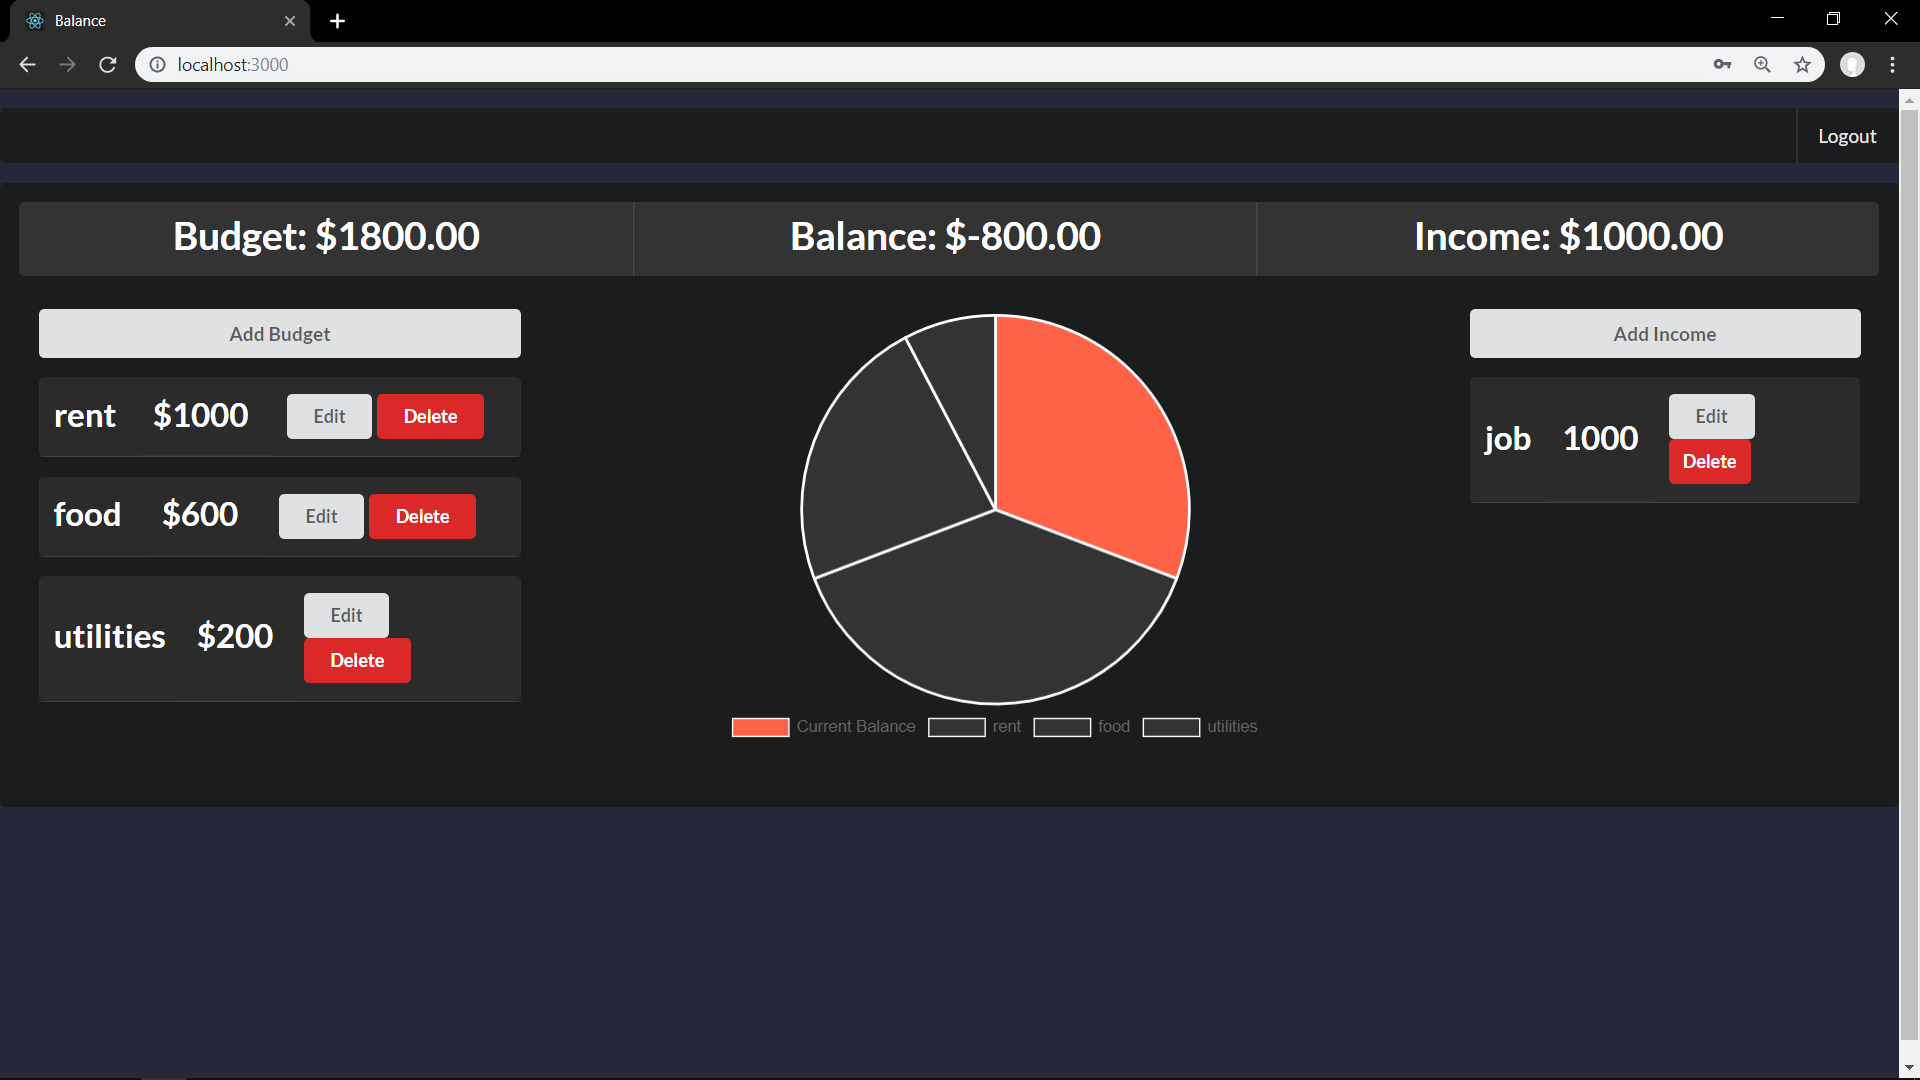 Balance
localhost:3000
Logout
Budget: $1800.00
Balance: $-800.00
Income: $1000.00
Add Budget
rent $1000 Edit Delete
food $600 Edit Delete
utilities $200 Edit
Delete
Current Balance rent food utilities
Add Income
job 1000 Edit
Delete